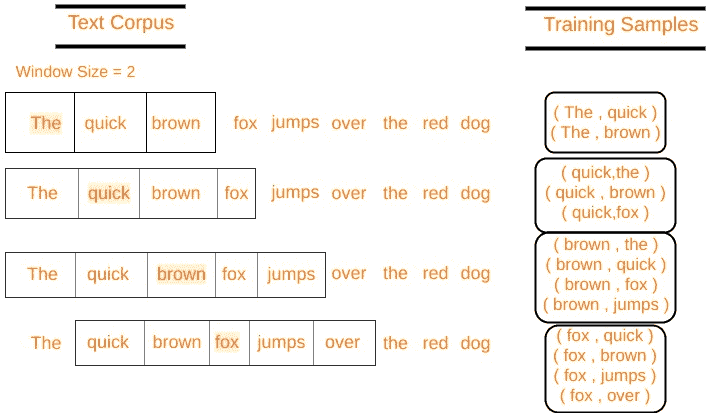 Text Corpus
Training Samples
Window Size = 2
The quick brown fox jumps over the red dog
( The , quick )
( The , brown )
The quick brown fox jumps over the red dog
( quick,the )
( quick , brown )
( quick,fox )
The quick brown fox jumps over the red dog
( brown , the )
( brown , quick )
( brown , fox )
( brown , jumps )
The quick brown fox jumps over the red dog
( fox , quick )
( fox , brown )
( fox , jumps )
( fox , over )